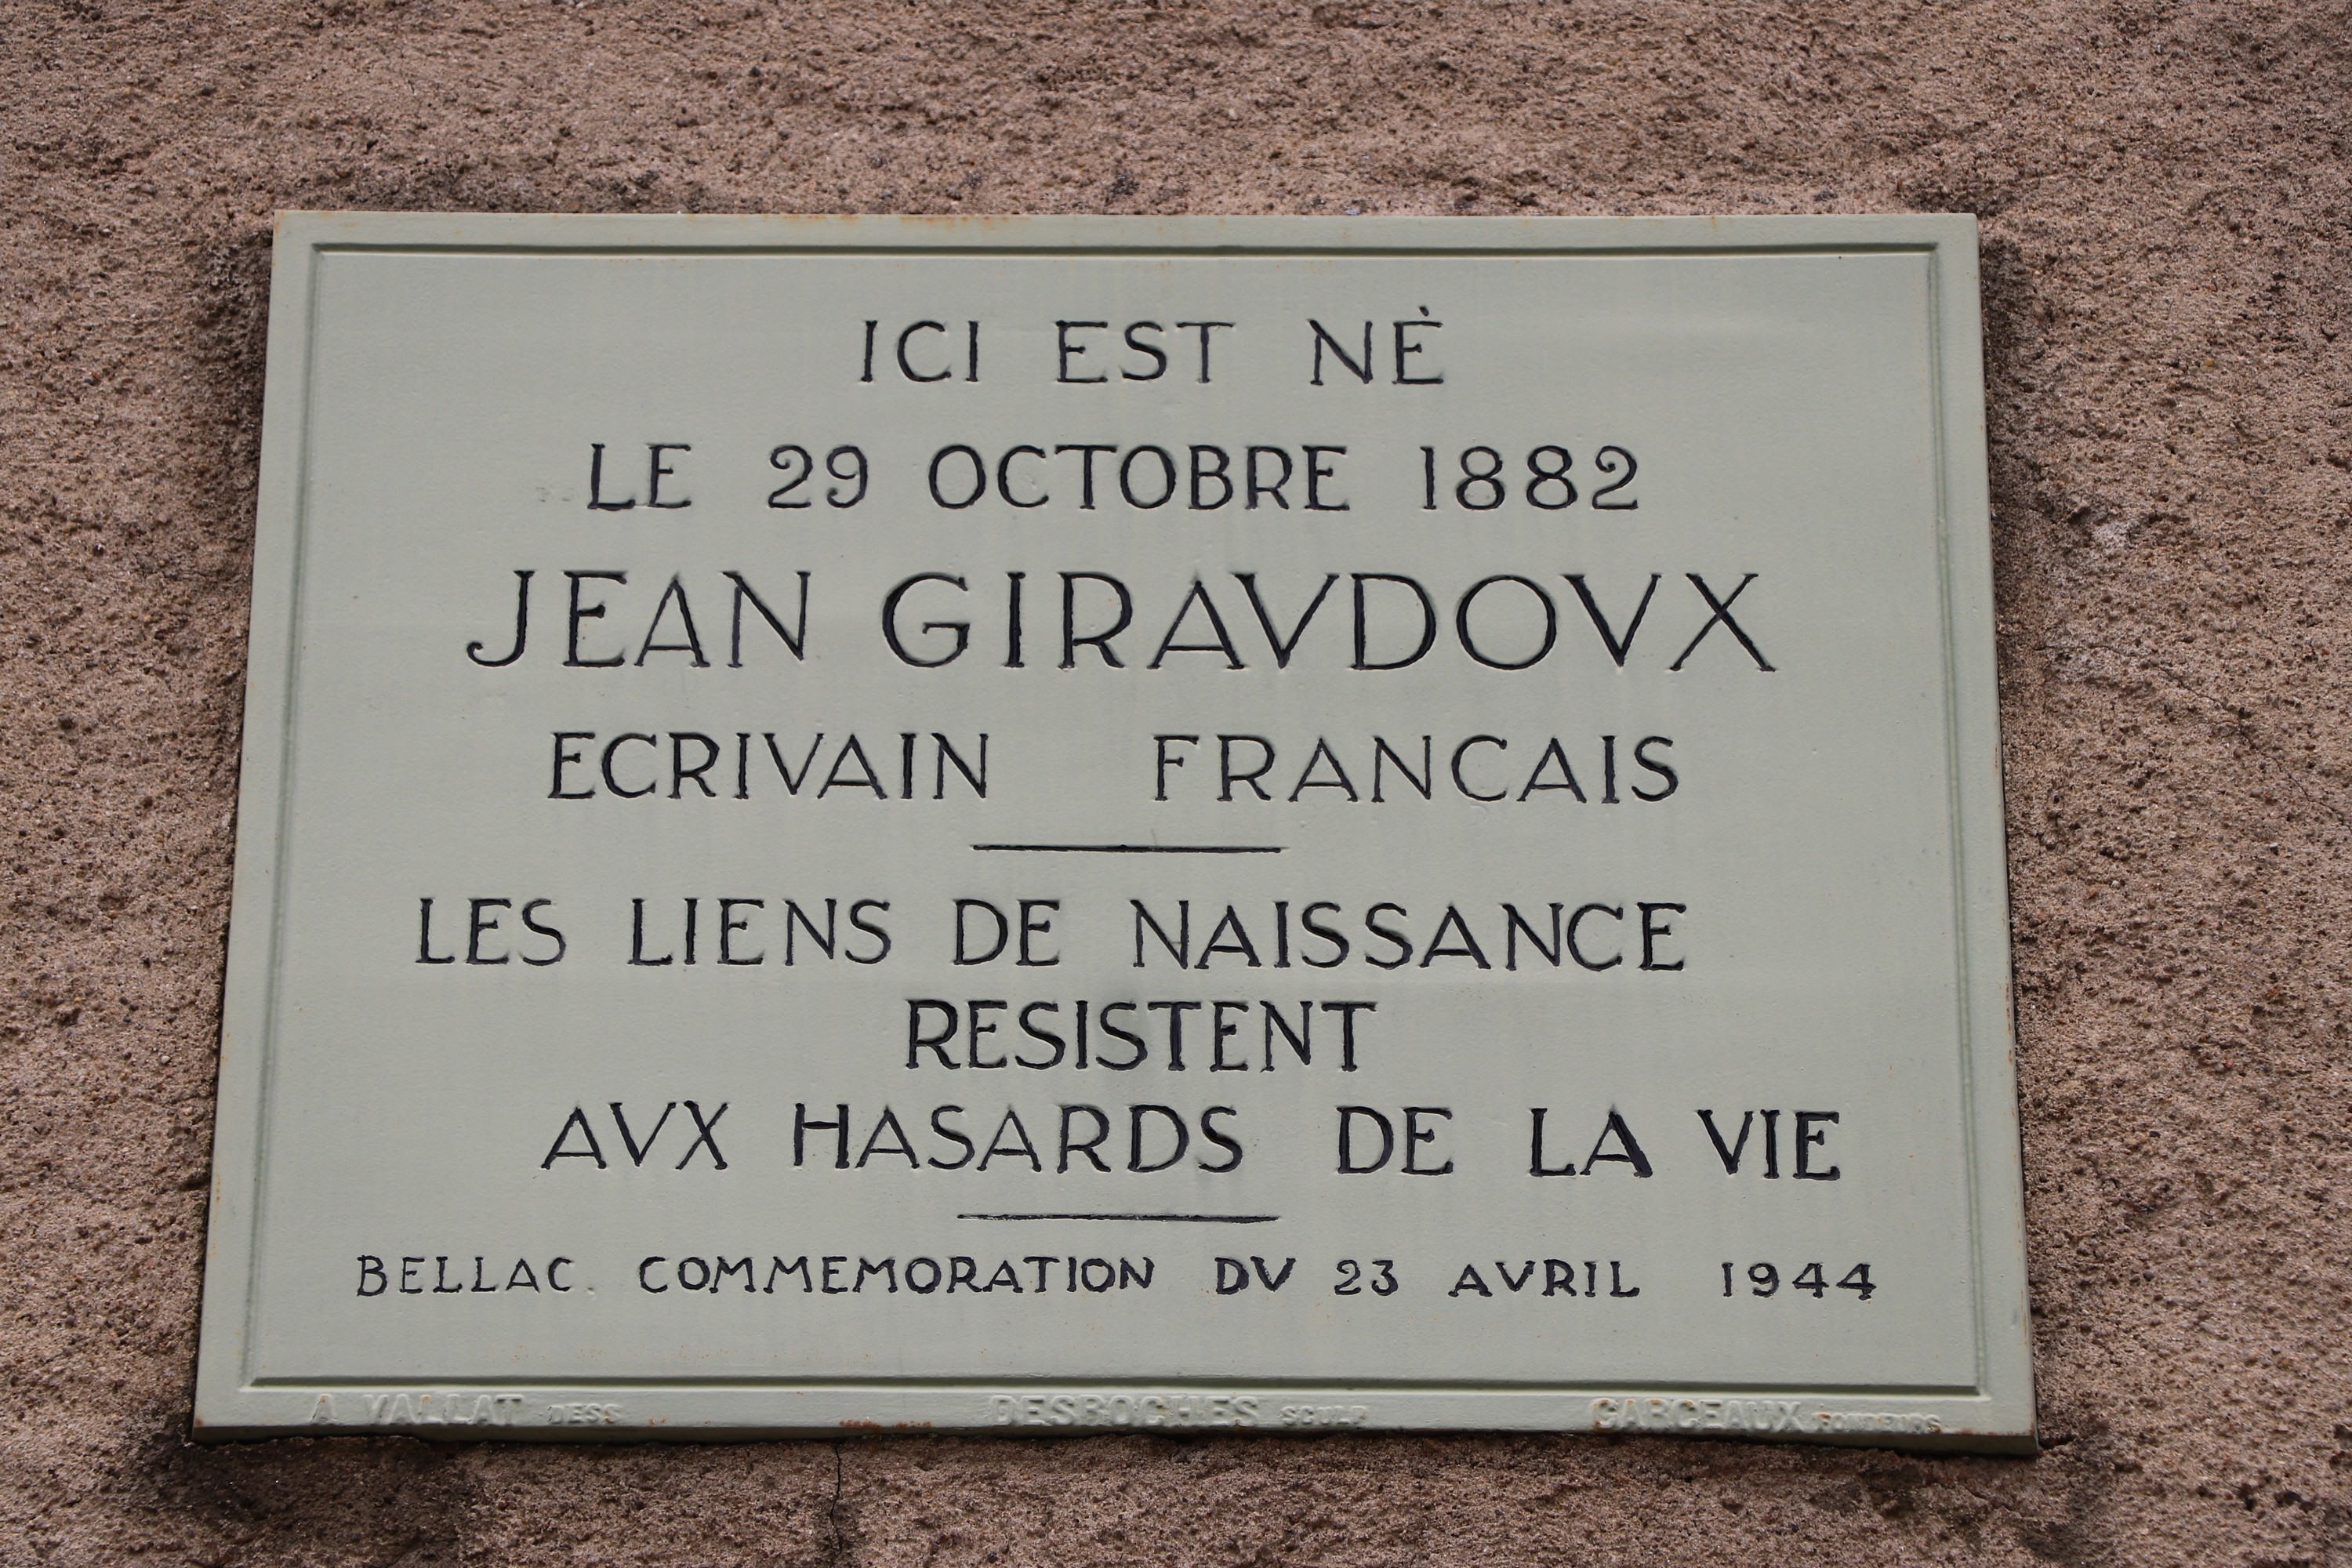 ICI EST NÉ
LE 29 OCTOBRE 1882
JEAN GIRAVDOVX
ECRIVAIN FRANCAIS
LES LIENS DE NAISSANCE
RESISTENT
AVX HASARDS DE LA VIE
BELLAC. COMMEMORATION DV 23 AVRIL 1944
A VALLAT DESS DESROCHES SCULP GARCEAUX